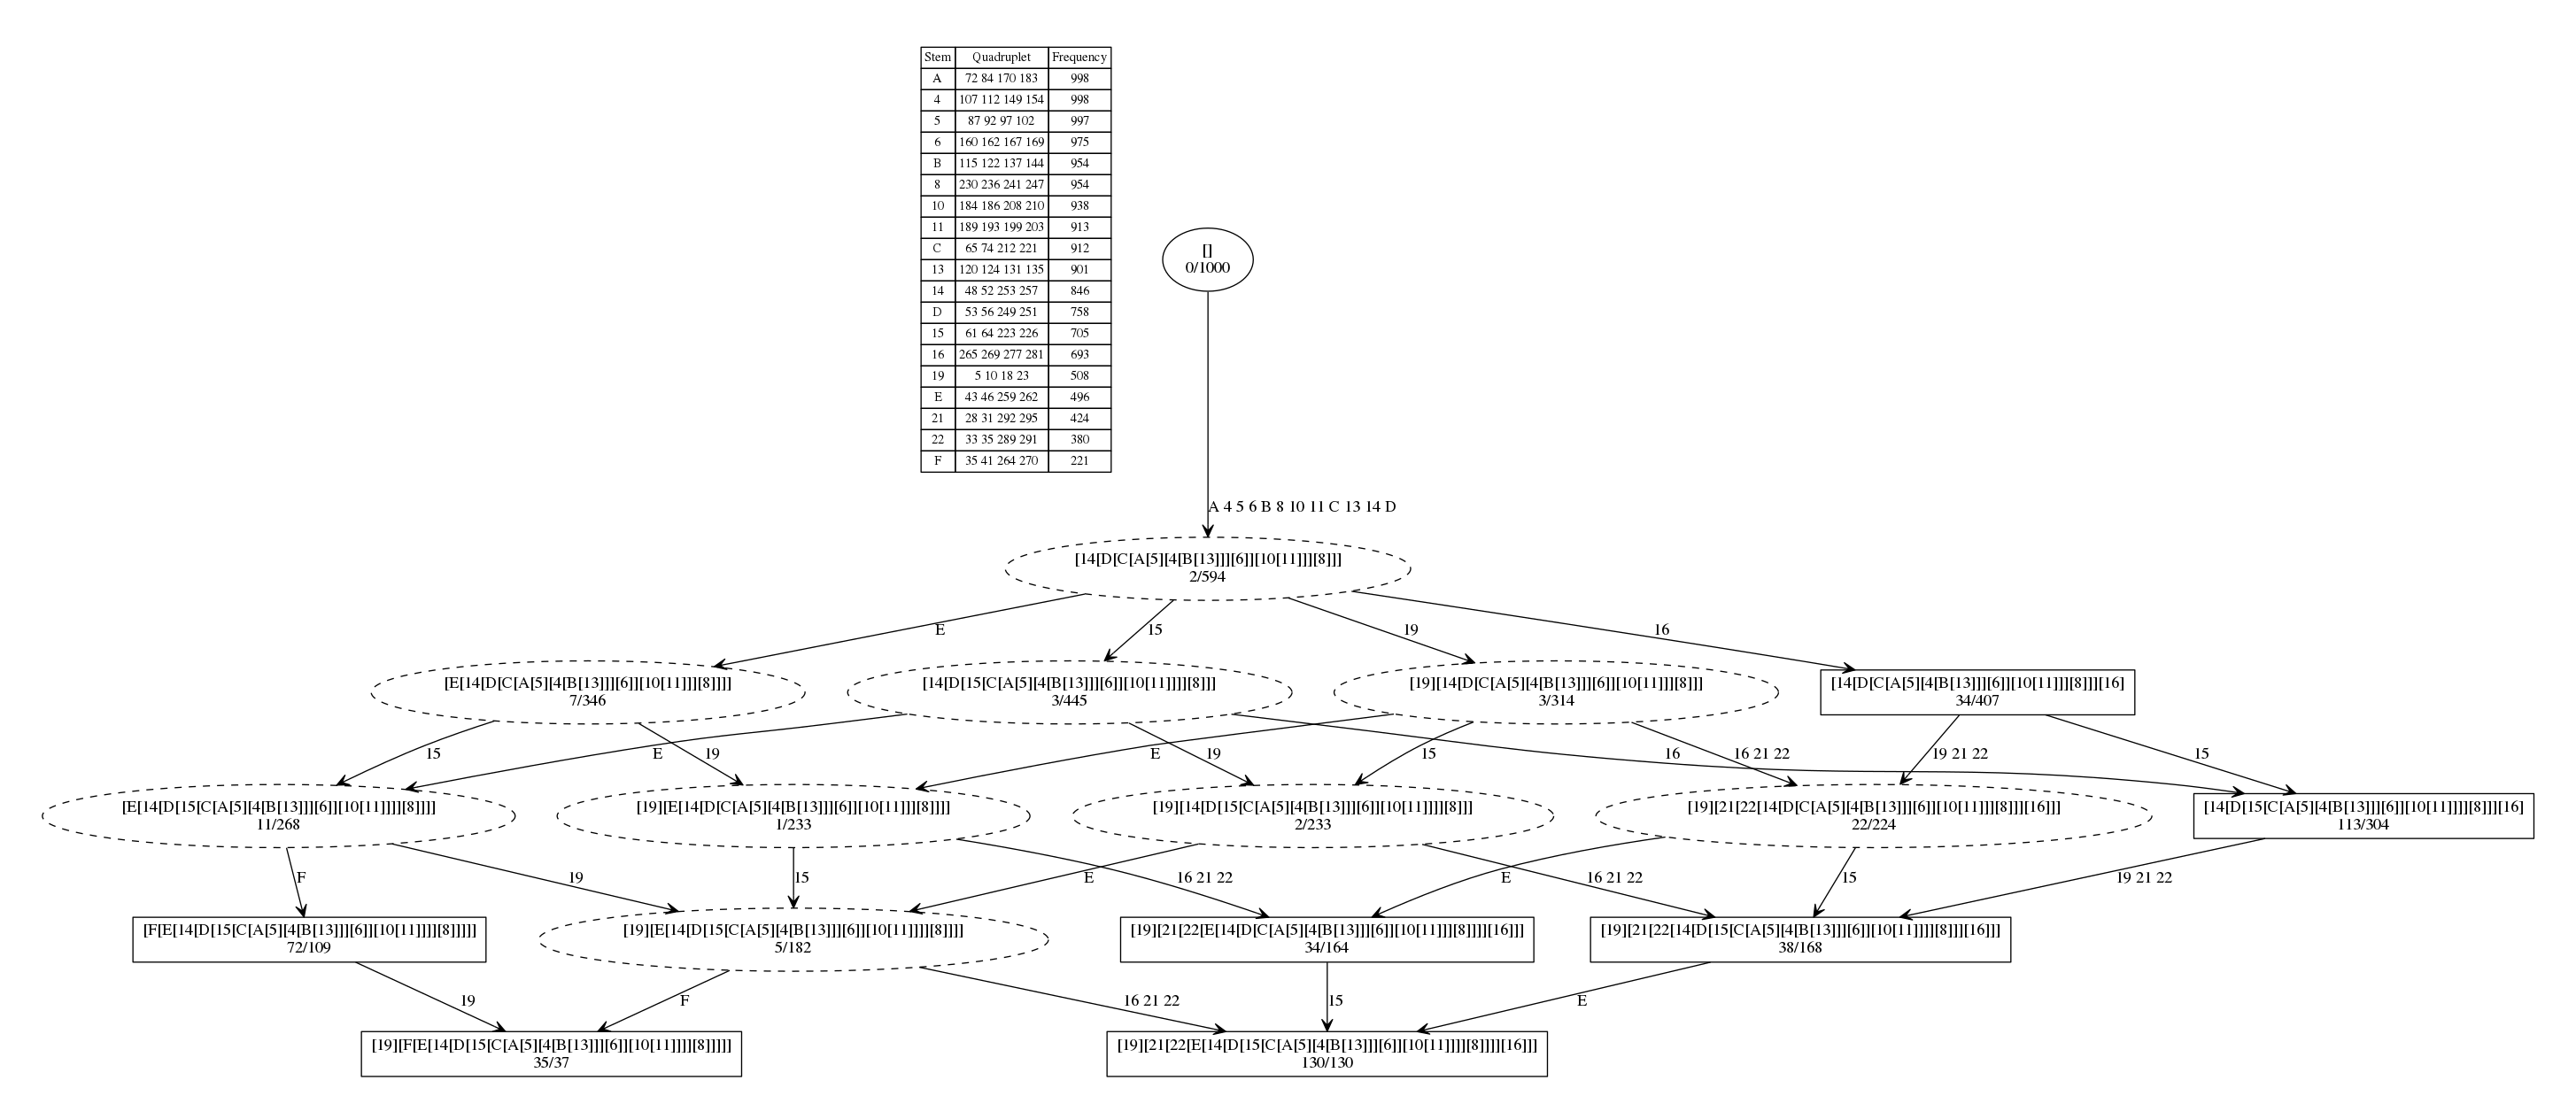 Stem Quadruplet Frequency
A 72 84 170 183 998
4 107 112 149 154 998
5 87 92 97 102 997
6 160 162 167 169 975
B 115 122 137 144 954
8 230 236 241 247 954
10 184 186 208 210 938
11 189 193 199 203 913
C 65 74 212 221 912
13 120 124 131 135 901
14 48 52 253 257 846
D 53 56 249 251 758
15 61 64 223 226 705
16 265 269 277 281 693
19 5 10 18 23 508
E 43 46 259 262 496
21 28 31 292 295 424
22 33 35 289 291 380
F 35 41 264 270 221
[]
0/1000
A 4 5 6 B 8 10 11 C 13 14 D
[14[D[C[A[5][4[B[13]]][6]][10[11]]][8]]]
2/594
E
15
19
16
[E[14[D[C[A[5][4[B[13]]][6]][10[11]]][8]]]]
7/346
[14[D[15[C[A[5][4[B[13]]][6]][10[11]]]][8]]]
3/445
[19][14[D[C[A[5][4[B[13]]][6]][10[11]]][8]]]
3/314
[14[D[C[A[5][4[B[13]]][6]][10[11]]][8]]][16]
34/407
15
E
19
E
19
15
16
16 21 22
19 21 22
15
[E[14[D[15[C[A[5][4[B[13]]][6]][10[11]]]][8]]]]
11/268
[19][E[14[D[C[A[5][4[B[13]]][6]][10[11]]][8]]]]
1/233
[19][14[D[15[C[A[5][4[B[13]]][6]][10[11]]]][8]]]
2/233
[19][21[22[14[D[C[A[5][4[B[13]]][6]][10[11]]][8]]][16]]]
22/224
[14[D[15[C[A[5][4[B[13]]][6]][10[11]]]][8]]][16]
113/304
F
19
15
16 21 22
E
E
16 21 22
15
19 21 22
[F[E[14[D[15[C[A[5][4[B[13]]][6]][10[11]]]][8]]]]]
72/109
[19][E[14[D[15[C[A[5][4[B[13]]][6]][10[11]]]][8]]]]
5/182
[19][21[22[E[14[D[C[A[5][4[B[13]]][6]][10[11]]][8]]]][16]]]
34/164
[19][21[22[14[D[15[C[A[5][4[B[13]]][6]][10[11]]]][8]]][16]]]
38/168
19
F
16 21 22
15
E
[19][F[E[14[D[15[C[A[5][4[B[13]]][6]][10[11]]]][8]]]]]
35/37
[19][21[22[E[14[D[15[C[A[5][4[B[13]]][6]][10[11]]]][8]]]][16]]]
130/130